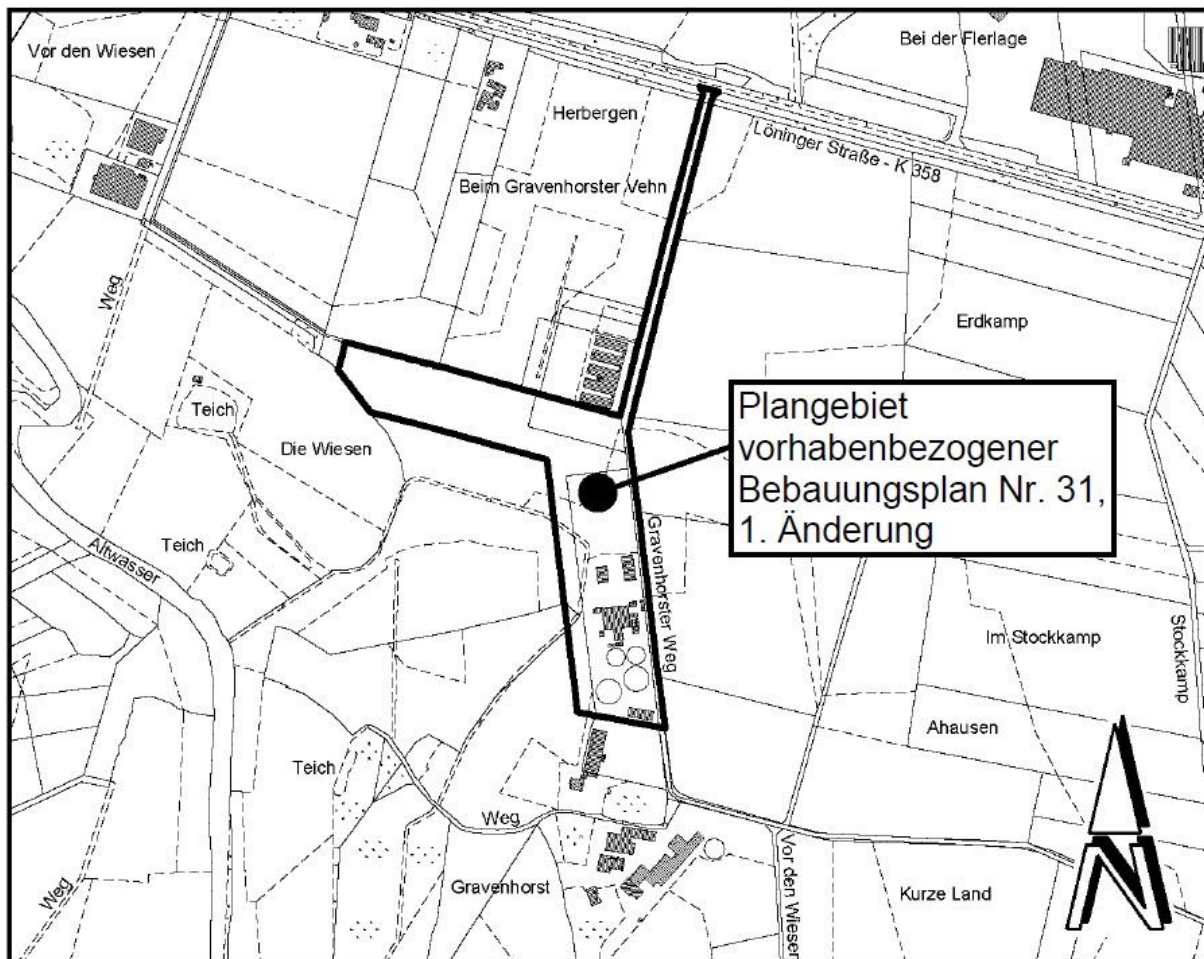 Vor den Wiesen
Bei der Flerlage
Herbergen
Löninger Straße - K 358
Beim Gravenhorster Vehn
Weg
Erdkamp
Teich
Die Wiesen
Plangebiet
vorhabenbezogener
Bebauungsplan Nr. 31,
1. Änderung
Teich
Altwasser
Gravenhorster Weg
Im Stockkamp
Stockkamp
Ahausen
Teich
Weg
Vor den Wiesen
Weg
Gravenhorst
Kurze Land
N